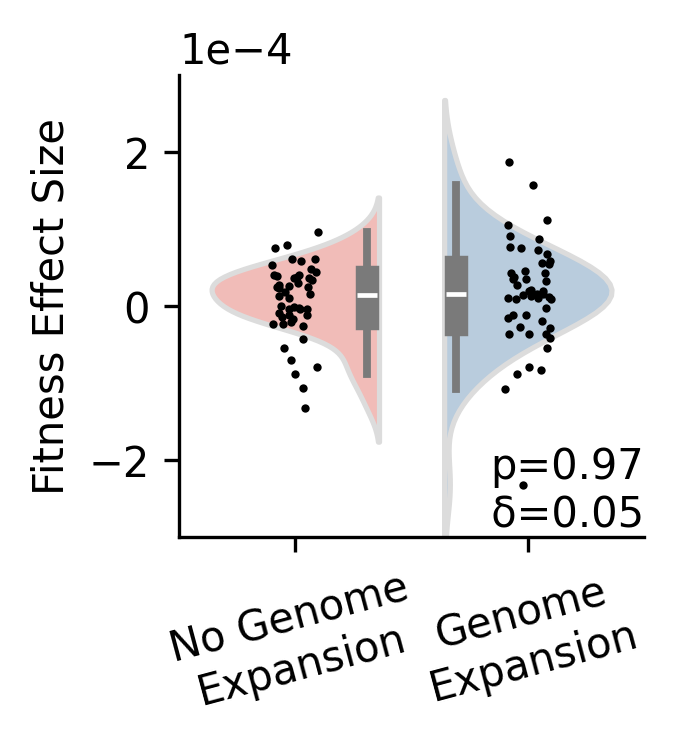 1e−4
Fitness Effect Size
2
0
−2
p=0.97
δ=0.05
No Genome
Expansion
Genome
Expansion